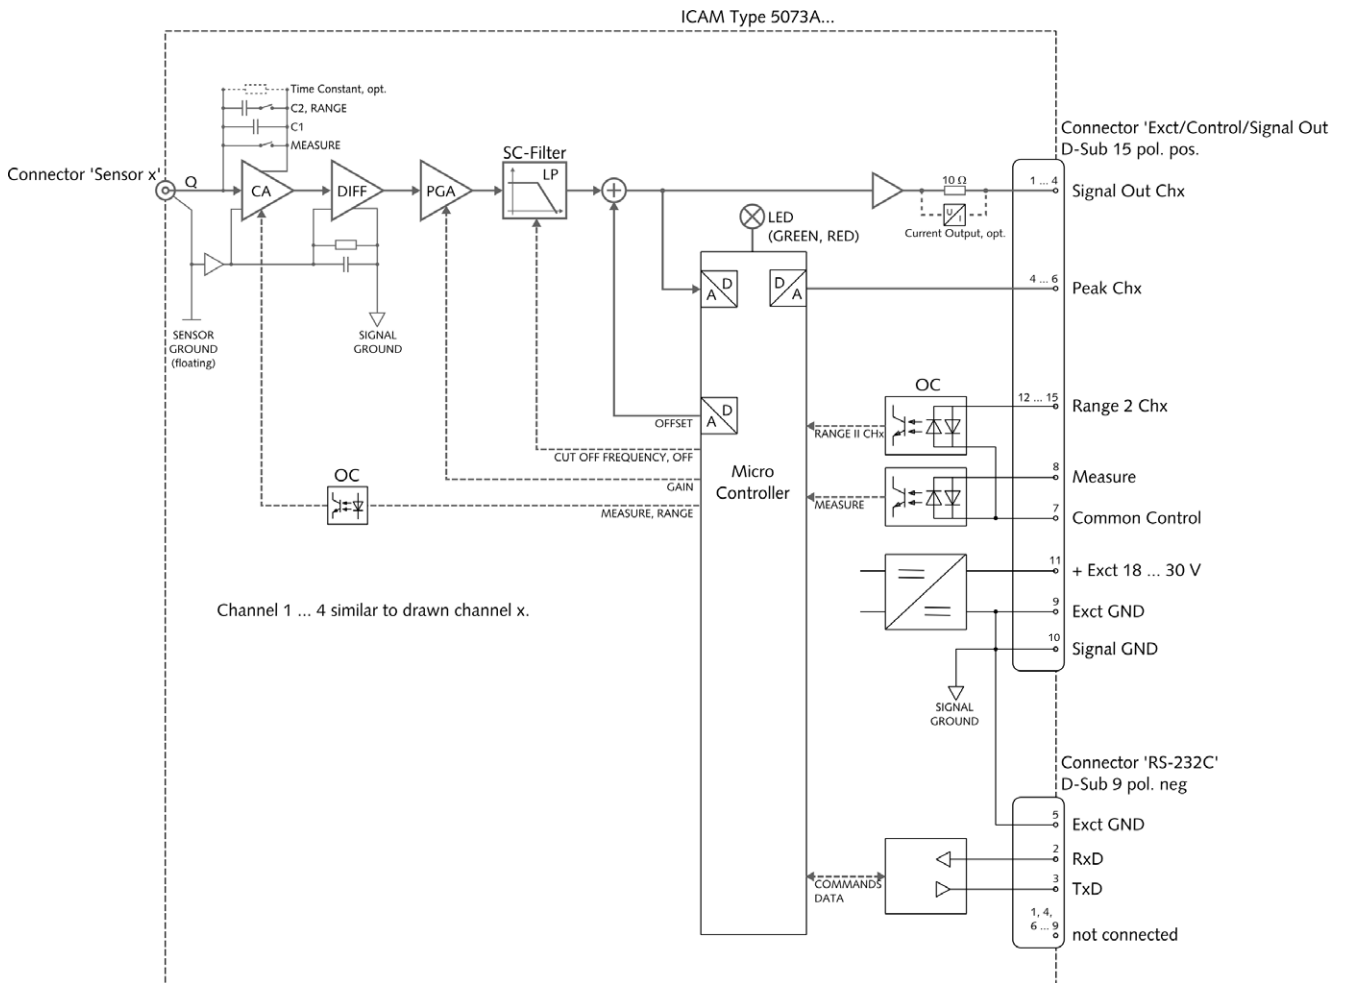 ICAM Type 5073A...
Time Constant, opt.
C2, RANGE
C1
MEASURE
Connector 'Exct/Control/Signal Out
D-Sub 15 pol. pos.
SC-Filter
LP
Connector 'Sensor x'
Q
CA
DIFF
PGA
10 Ω
1 ... 4
Signal Out Chx
U
I
Current Output, opt.
LED
(GREEN, RED)
D
A
D
A
4 ... 6
Peak Chx
SENSOR
GROUND
(floating)
SIGNAL
GROUND
OC
12 ... 15
Range 2 Chx
D
A
OFFSET
RANGE II CHx
CUT OFF FREQUENCY, OFF
Micro
Controller
8
Measure
OC
GAIN
MEASURE
MEASURE, RANGE
7
Common Control
11
+ Exct 18 ... 30 V
Channel 1 ... 4 similar to drawn channel x.
9
Exct GND
10
Signal GND
SIGNAL
GROUND
Connector 'RS-232C'
D-Sub 9 pol. neg
5
Exct GND
2
RxD
COMMANDS
DATA
3
TxD
1, 4,
6 ... 9
not connected